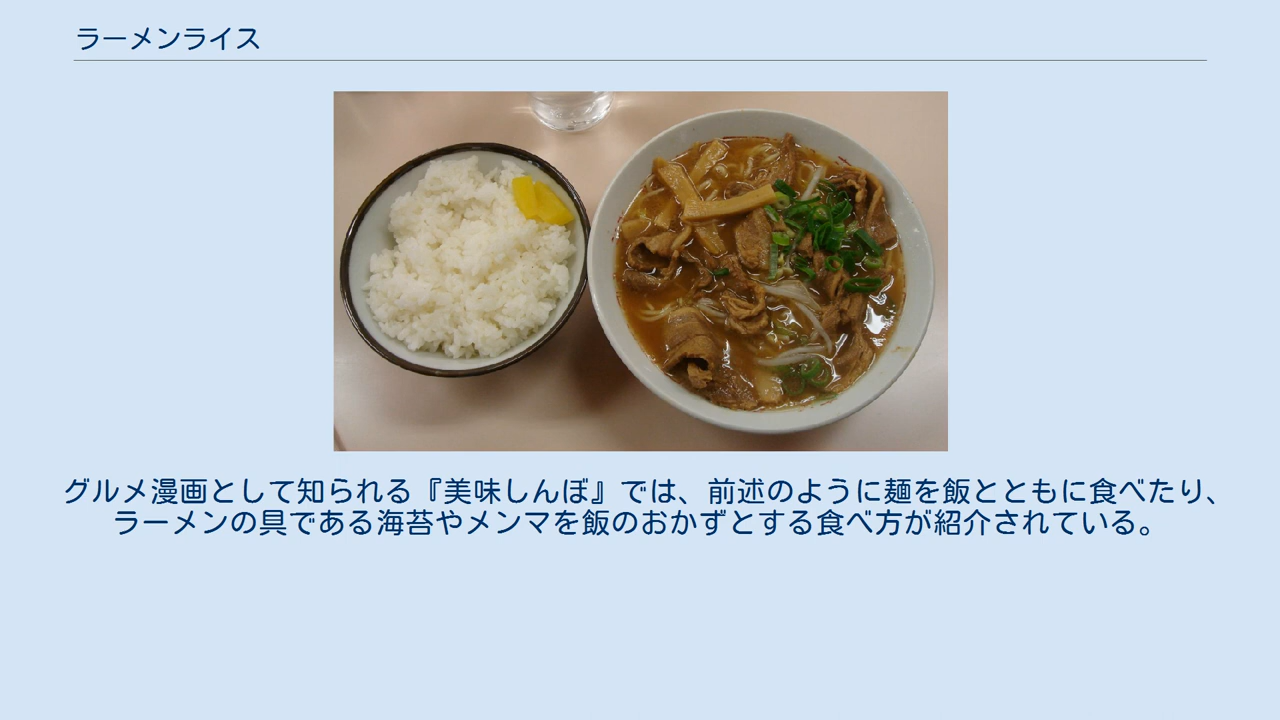 ラーメンライス
グルメ漫画として知られる『美味しんぼ』では、前述のように麺を飯とともに食べたり、
ラーメンの具である海苔やメンマを飯のおかずとする食べ方が紹介されている。